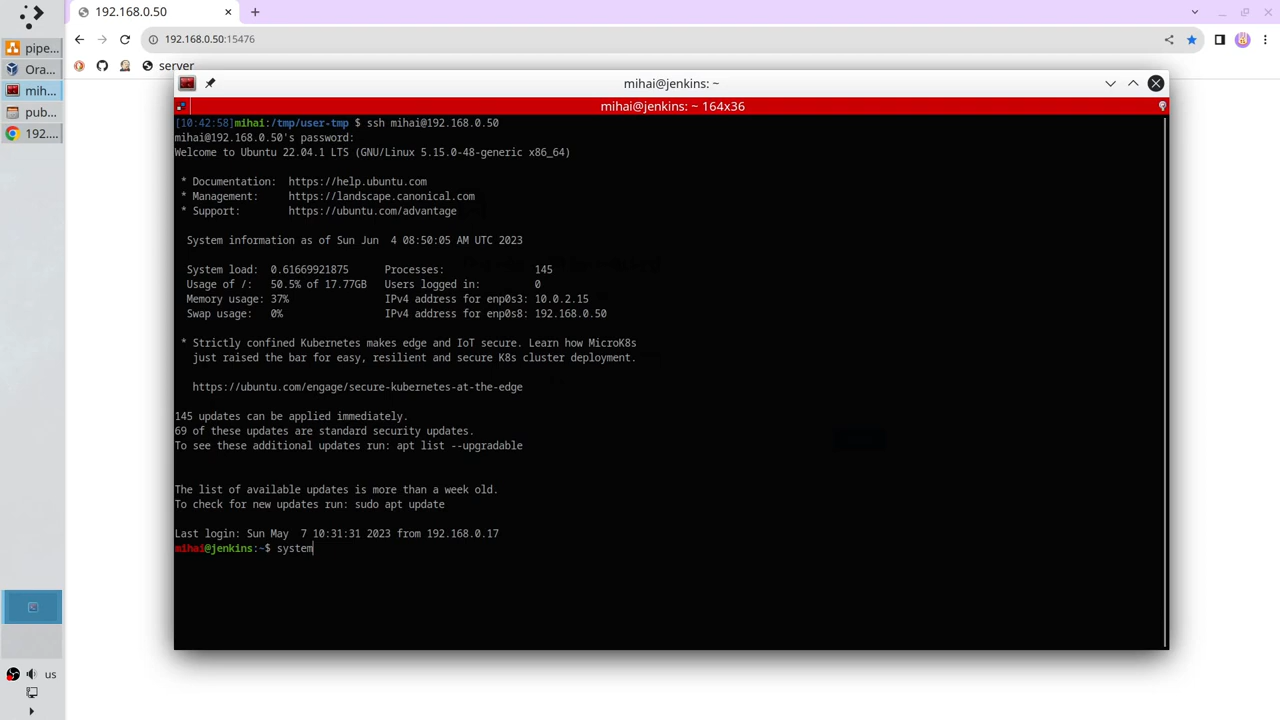 192.168.0.50
192.168.0.50:15476
server
pipe...
Ora...
mih...
pub...
192....
us
mihai@jenkins: ~
mihai@jenkins: ~ 164x36
[10:42:58]mihai:/tmp/user-tmp $ ssh mihai@192.168.0.50
mihai@192.168.0.50's password:
Welcome to Ubuntu 22.04.1 LTS (GNU/Linux 5.15.0-48-generic x86_64)
* Documentation:  https://help.ubuntu.com
* Management:     https://landscape.canonical.com
* Support:        https://ubuntu.com/advantage
System information as of Sun Jun  4 08:50:05 AM UTC 2023
System load:  0.61669921875      Processes:               145
Usage of /:   50.5% of 17.77GB   Users logged in:         0
Memory usage: 37%                IPv4 address for enp0s3: 10.0.2.15
Swap usage:   0%                 IPv4 address for enp0s8: 192.168.0.50
* Strictly confined Kubernetes makes edge and IoT secure. Learn how MicroK8s
just raised the bar for easy, resilient and secure K8s cluster deployment.
https://ubuntu.com/engage/secure-kubernetes-at-the-edge
145 updates can be applied immediately.
69 of these updates are standard security updates.
To see these additional updates run: apt list --upgradable
The list of available updates is more than a week old.
To check for new updates run: sudo apt update
Last login: Sun May  7 10:31:31 2023 from 192.168.0.17
mihai@jenkins:~$ system